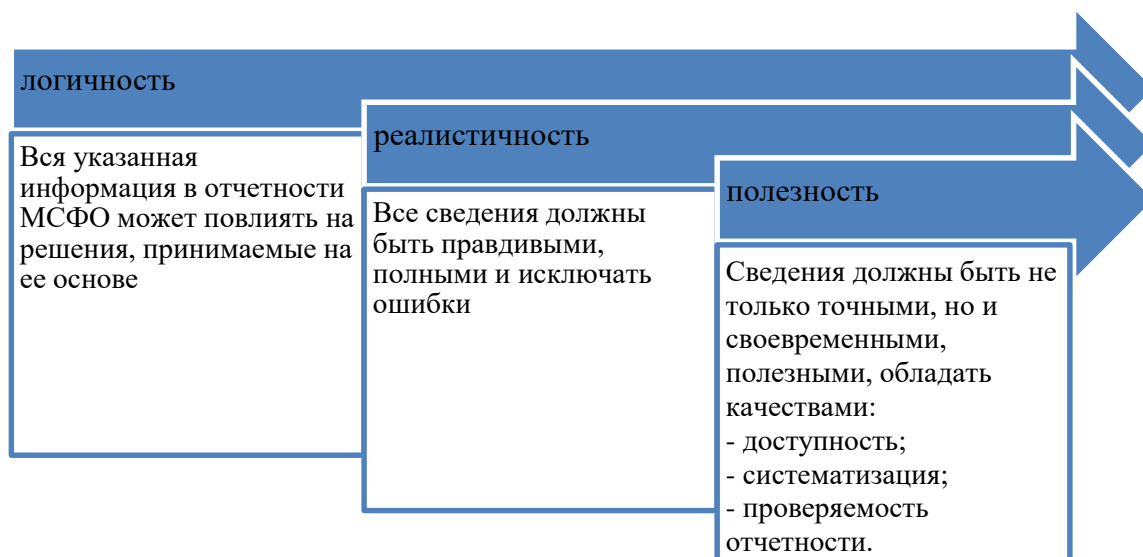 логичность
Вся указанная
информация в отчетности
МСФО может повлиять на
решения, принимаемые на
ее основе
реалистичность
Все сведения должны
быть правдивыми,
полными и исключать
ошибки
полезность
Сведения должны быть не
только точными, но и
своевременными,
полезными, обладать
качествами:
- доступность;
- систематизация;
- проверяемость
отчетности.